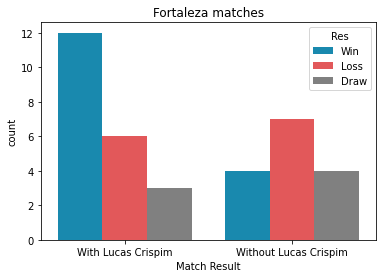 Fortaleza matches
Res
Win
Loss
Draw
12
10
8
6
4
2
0
count
With Lucas Crispim
Without Lucas Crispim
Match Result